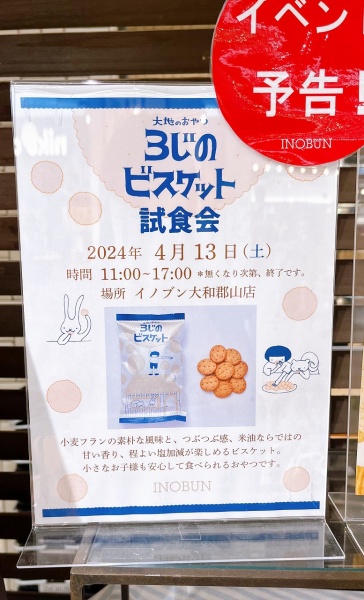 イベント
予告!
INOBUN
大地のおやつ
3じの
ビスケット
試食会
2024年 4月13日(土)
時間 11:00~17:00 *無くなり次第、終了です。
場所 イノブン大和郡山店
3じの
ビスケット
小麦フランの素朴な風味と、つぶつぶ感、米油ならではの
甘い香り、程よい塩加減が楽しめるビスケット。
小さなお子様も安心して食べられるおやつです。
INOBUN